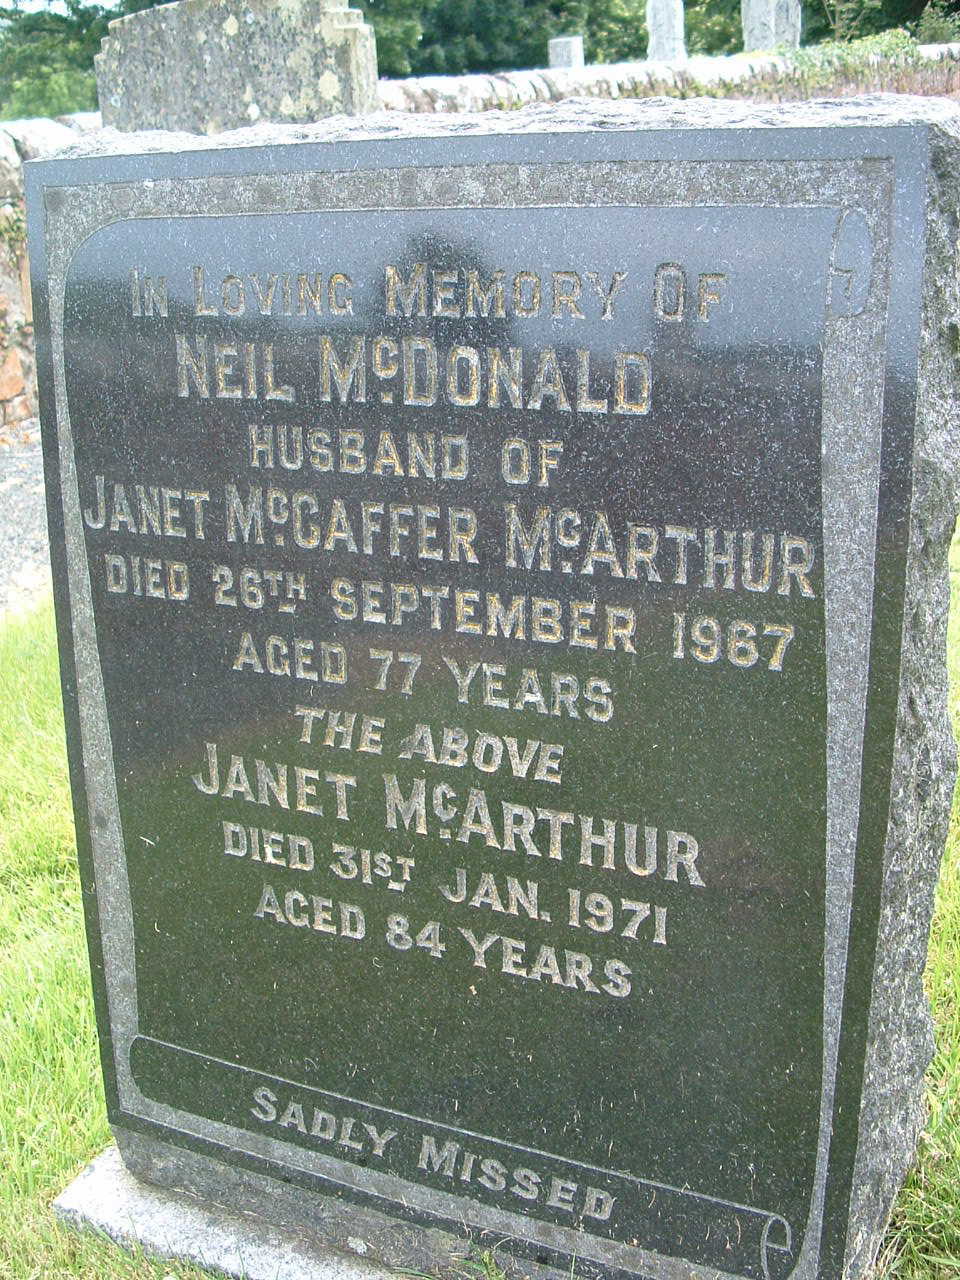 IN LOVING MEMORY OF
NEIL McDONALD
HUSBAND OF
JANET McCAFFER McARTHUR
DIED 26TH SEPTEMBER 1967
AGED 77 YEARS
THE ABOVE
JANET McARTHUR
DIED 31ST JAN. 1971
AGED 84 YEARS
SADLY MISSED